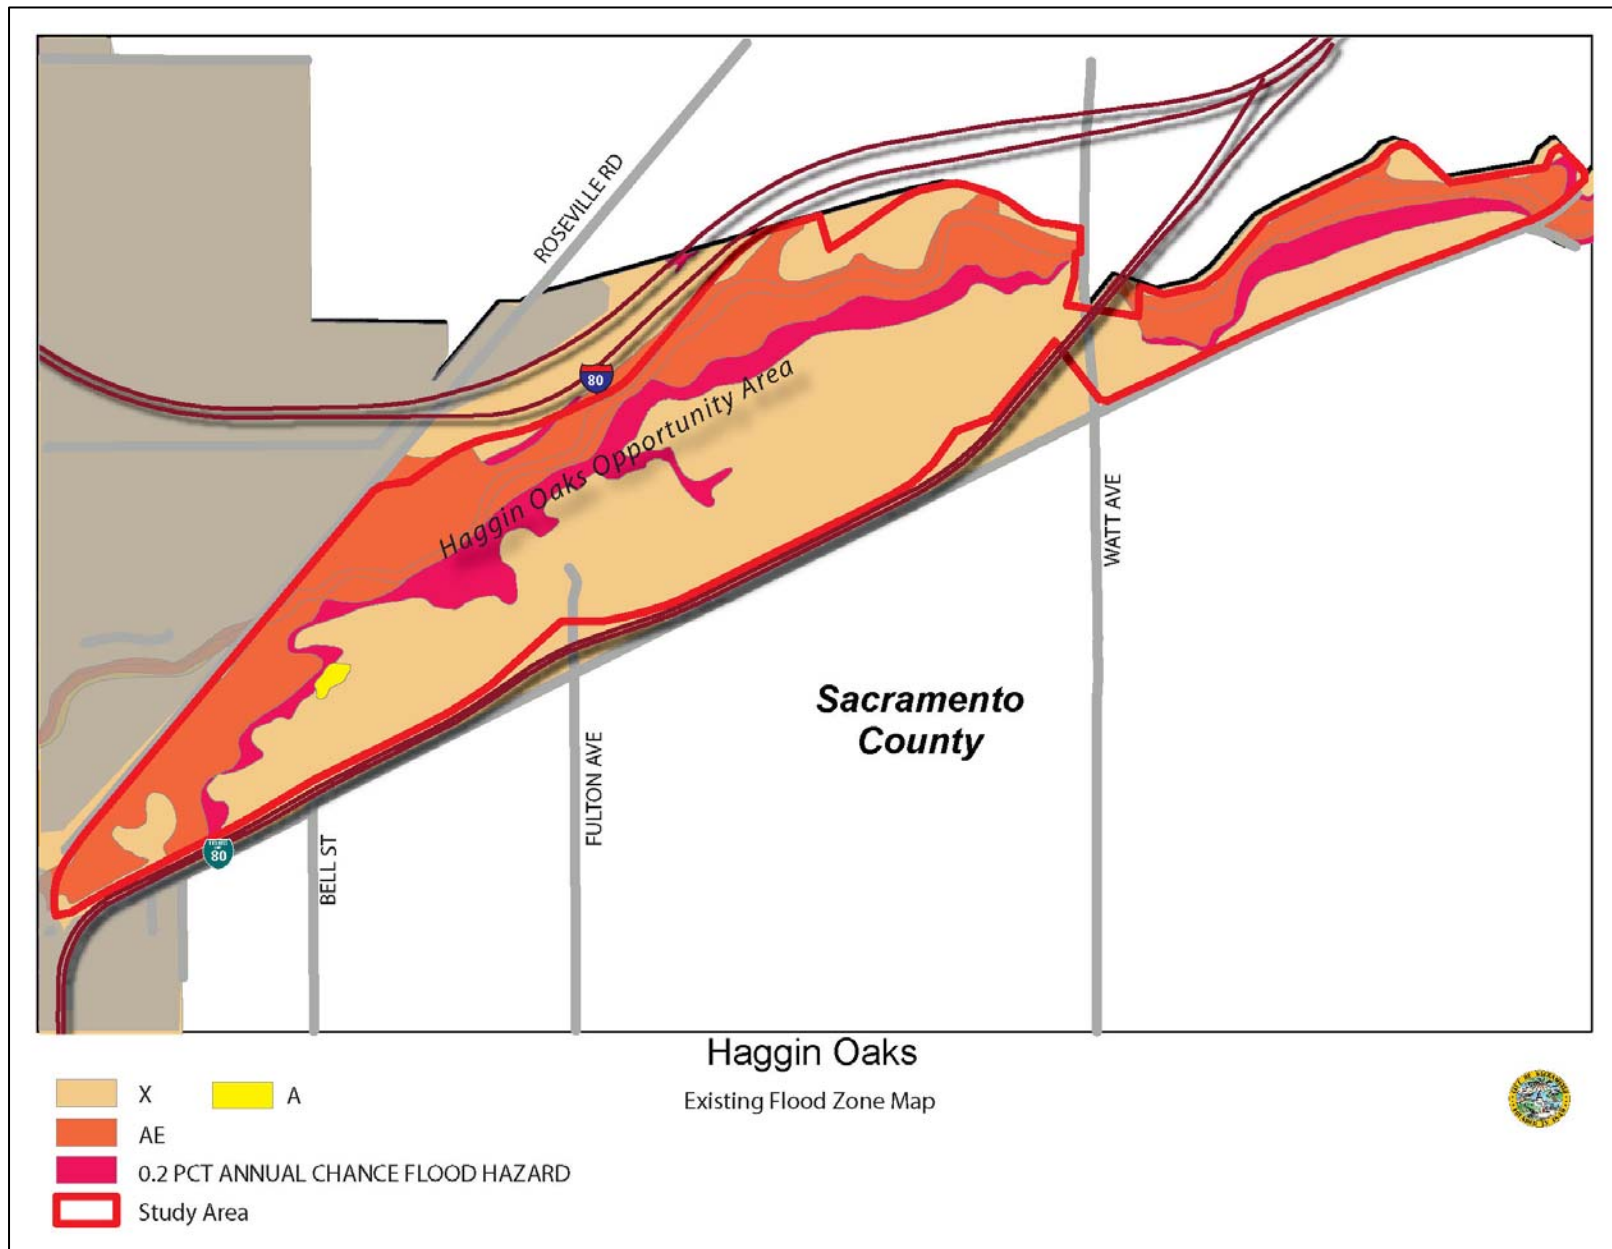 ROSEVILLE RD
80
Haggin Oaks Opportunity Area
WATT AVE
Sacramento
County
FULTON AVE
80
BELL ST
Haggin Oaks
Existing Flood Zone Map
X
A
AE
0.2 PCT ANNUAL CHANCE FLOOD HAZARD
Study Area